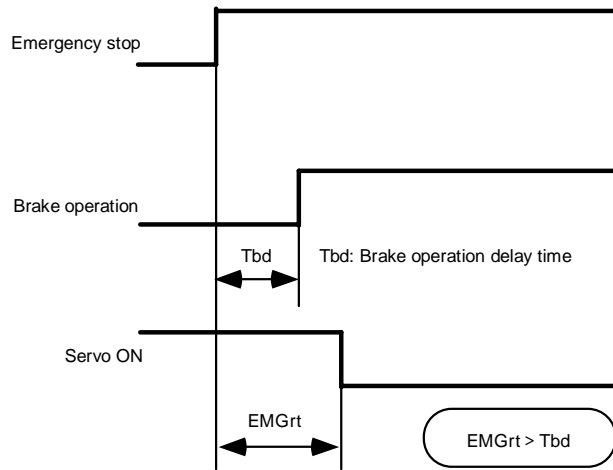 Emergency stop
Brake operation
Tbd
Tbd: Brake operation delay time
Servo ON
EMGrt
EMGrt > Tbd